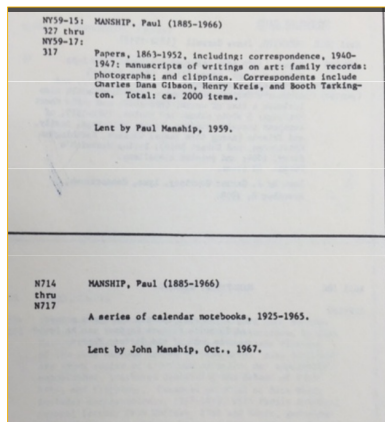 NY59-15: MANSHIP, Paul (1885-1966)
327 thru
NY59-17:
317 Papers, 1863-1952, including: correspondence, 1940-
1947; manuscripts of writings on art; family records;
photographs; and clippings. Correspondents include
Charles Dana Gibson, Henry Kreis, and Booth Tarking-
ton. Total: ca. 2000 items.
Lent by Paul Manship, 1959.
N714 MANSHIP, Paul (1885-1966)
thru
N717
A series of calendar notebooks, 1925-1965.
Lent by John Manship, Oct., 1967.